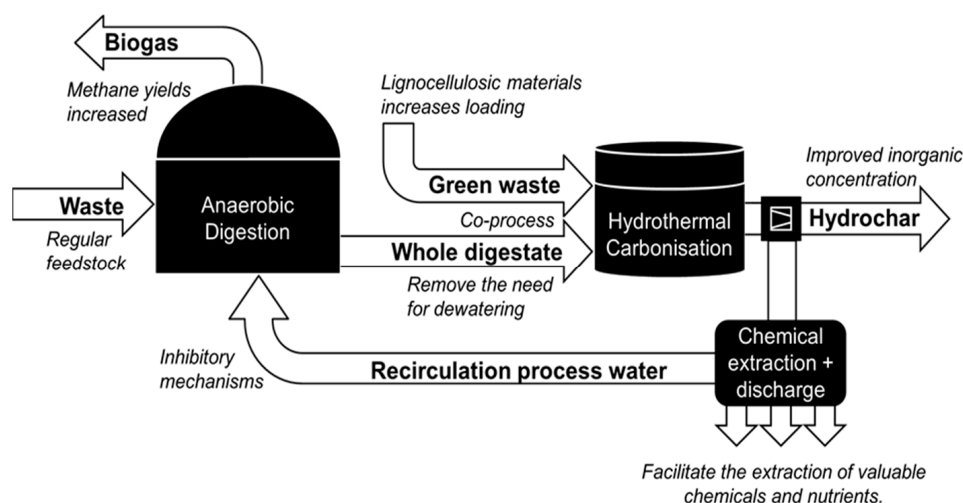 Biogas
Methane yields
increased
Lignocellulosic materials
increases loading
Waste
Regular
feedstock
Anaerobic
Digestion
Green waste
Co-process
Whole digestate
Remove the need
for dewatering
Hydrothermal
Carbonisation
Improved inorganic
concentration
Hydrochar
Inhibitory
mechanisms
Recirculation process water
Chemical
extraction +
discharge
Facilitate the extraction of valuable
chemicals and nutrients.